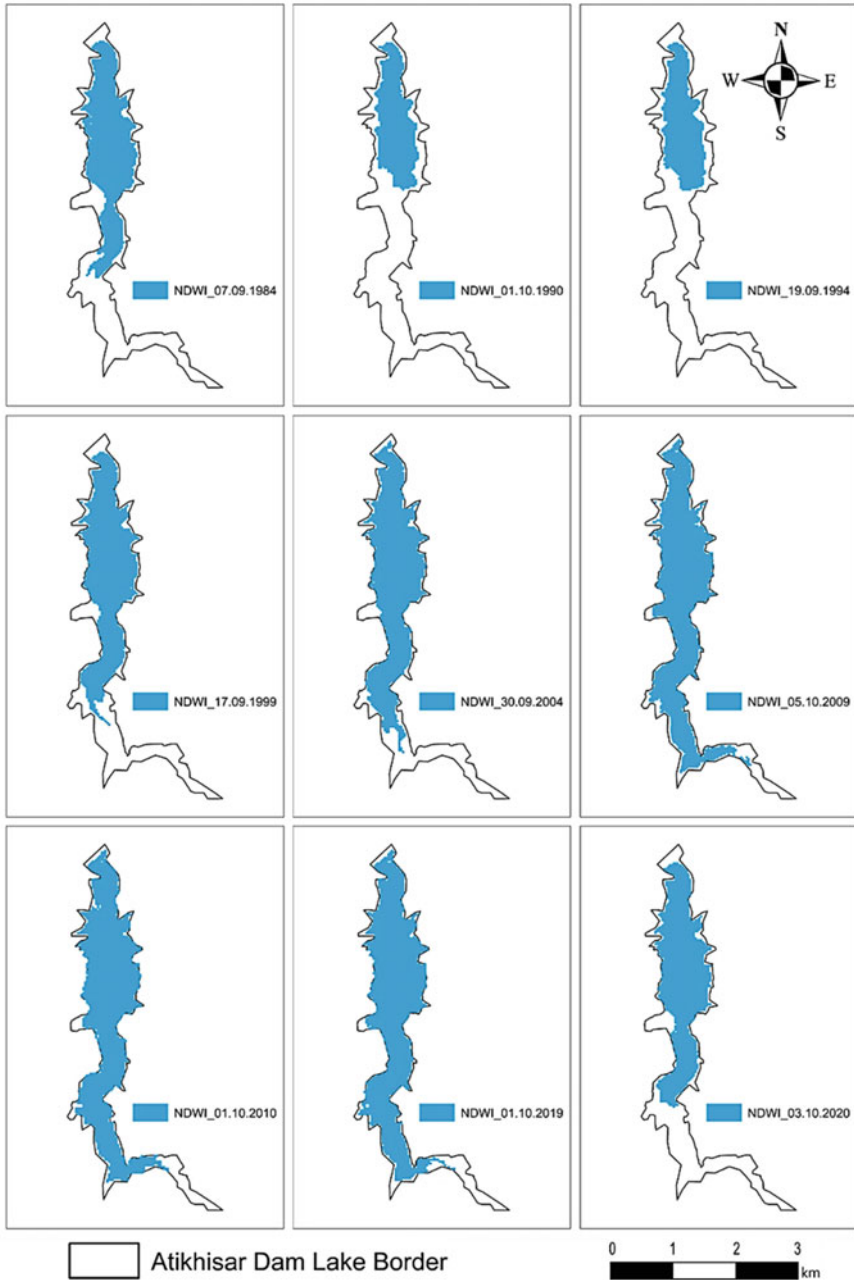 N
W E
S
NDWI_07.09.1984
NDWI_01.10.1990
NDWI_19.09.1994
NDWI_17.09.1999
NDWI_30.09.2004
NDWI_05.10.2009
NDWI_01.10.2010
NDWI_01.10.2019
NDWI_03.10.2020
Atikhisar Dam Lake Border
0 1 2 3
km